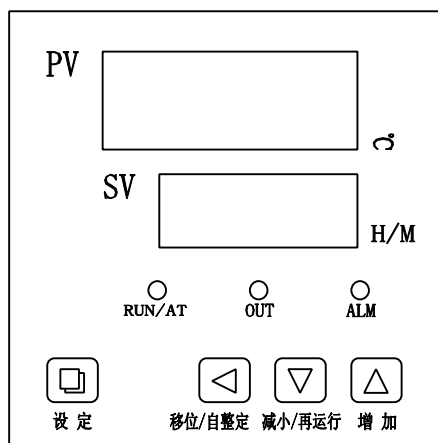 PV
℃
SV
H/M
RUN/AT OUT ALM
设定 移位/自整定 减小/再运行 增加